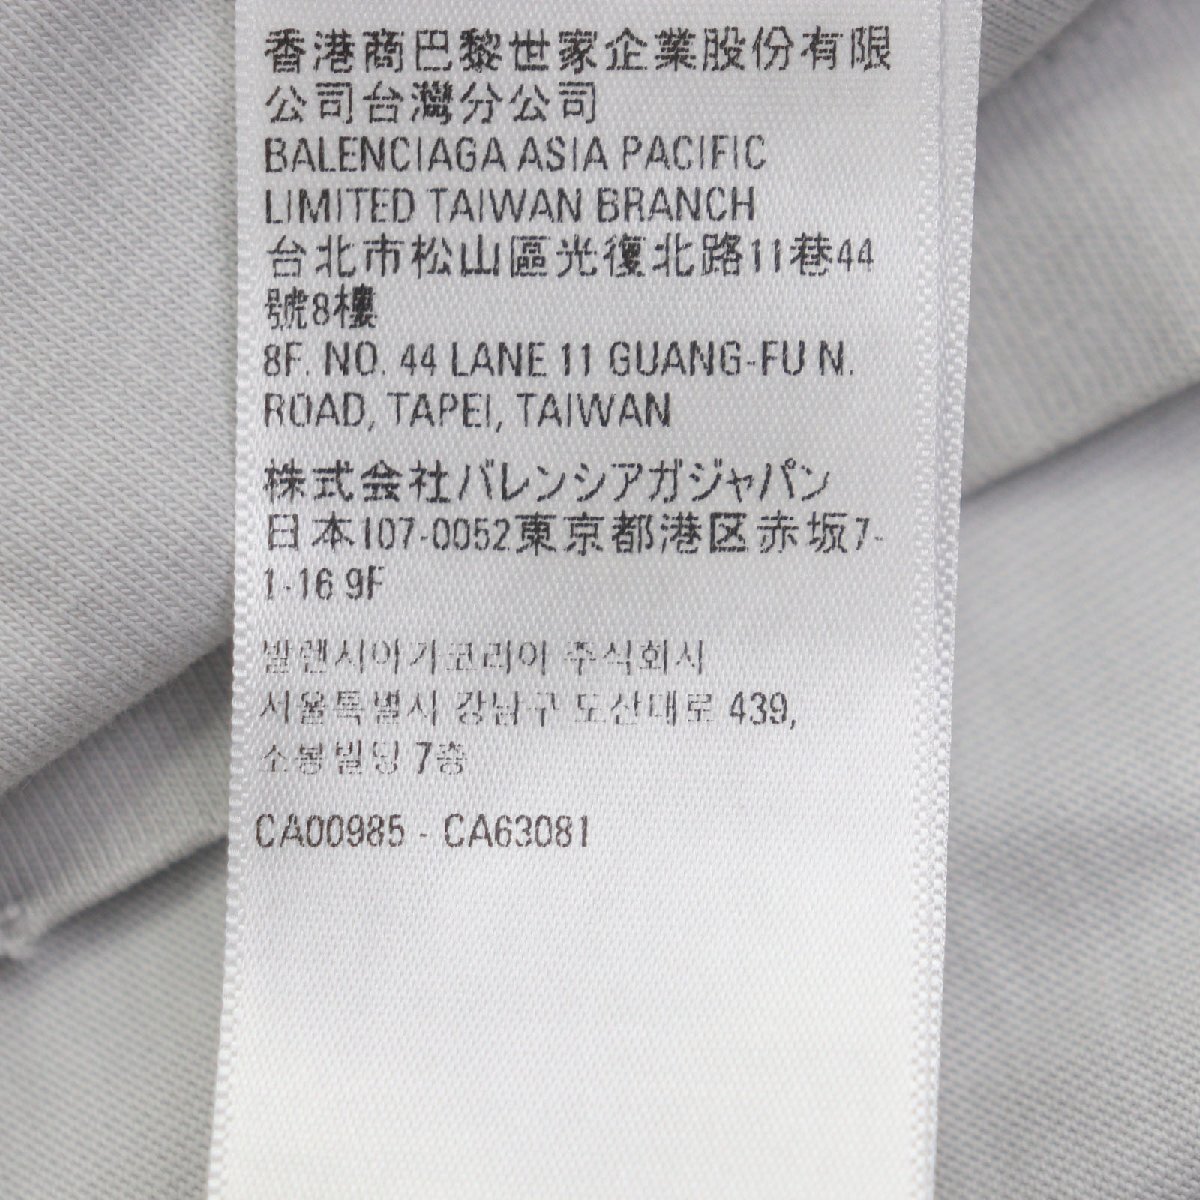 香港商巴黎世家企業股份有限
公司台灣分公司
BALENCIAGA ASIA PACIFIC
LIMITED TAIWAN BRANCH
台北市松山區光復北路11巷44
號8樓
8F. NO. 44 LANE 11 GUANG-FU N.
ROAD, TAPEI, TAIWAN
株式会社バレンシアガジャパン
日本107-0052東京都港区赤坂7-
1-16 9F
발렌시아가코리아 주식회사
서울특별시 강남구 도산대로 439,
소봉빌딩 7층
CA00985 - CA63081